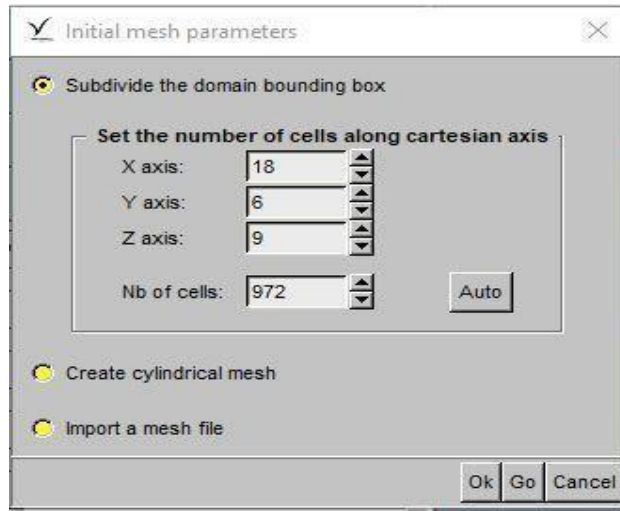 Initial mesh parameters
Subdivide the domain bounding box
Set the number of cells along cartesian axis
X axis: 18
Y axis: 6
Z axis: 9
Nb of cells: 972 Auto
Create cylindrical mesh
Import a mesh file
Ok Go Cancel